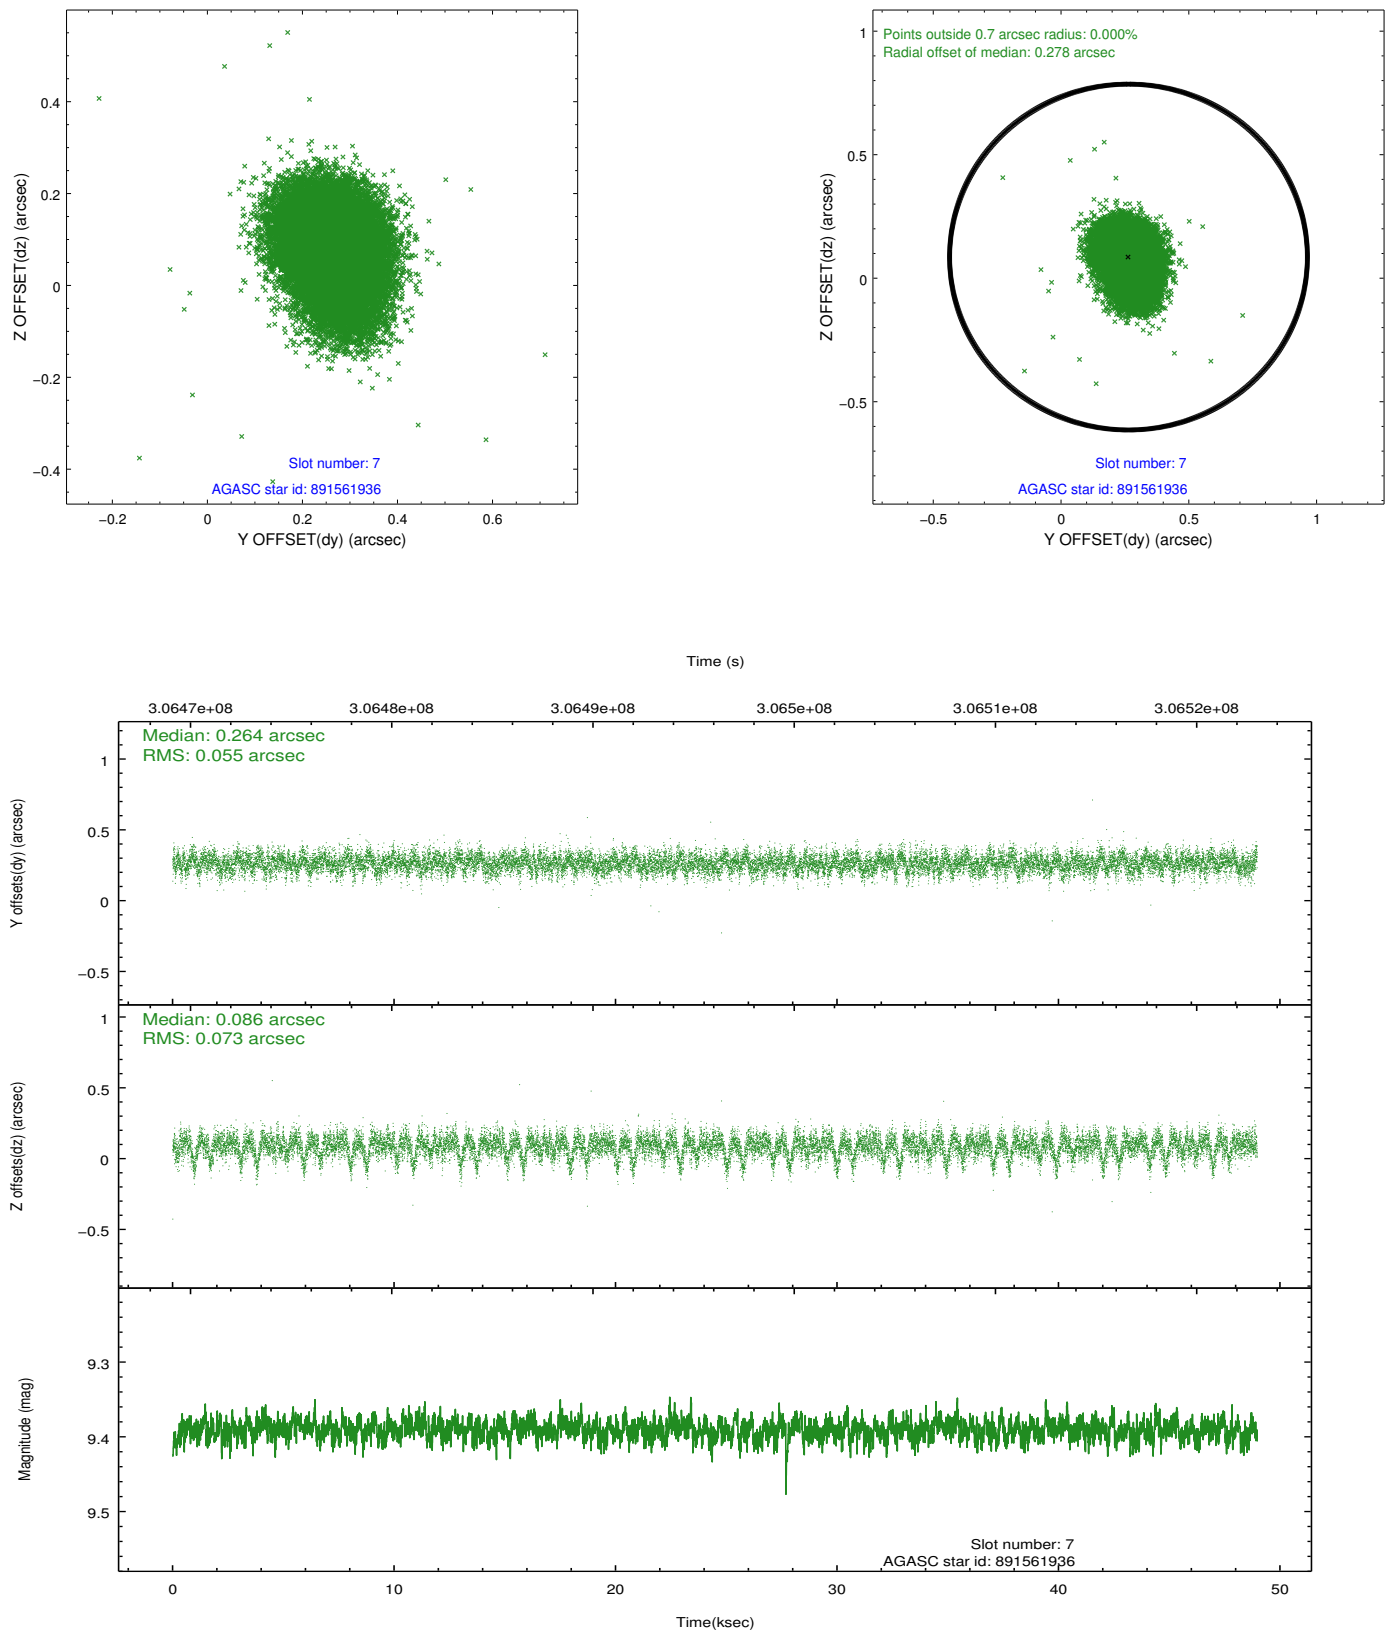 0.4
0.2
0
−0.2
−0.4
Z OFFSET(dz) (arcsec)
Slot number: 7
AGASC star id: 891561936
−0.2
0
0.2
0.4
0.6
Y OFFSET(dy) (arcsec)
Points outside 0.7 arcsec radius: 0.000%
Radial offset of median: 0.278 arcsec
1
0.5
0
−0.5
Z OFFSET(dz) (arcsec)
Slot number: 7
AGASC star id: 891561936
−0.5
0
0.5
1
Y OFFSET(dy) (arcsec)
Time (s)
3.0647e+08
3.0648e+08
3.0649e+08
3.065e+08
3.0651e+08
3.0652e+08
Median: 0.264 arcsec
RMS: 0.055 arcsec
1
0.5
0
−0.5
Y offsets(dy) (arcsec)
Median: 0.086 arcsec
RMS: 0.073 arcsec
1
0.5
0
−0.5
Z offsets(dz) (arcsec)
9.3
9.4
9.5
Magnitude (mag)
Slot number: 7
AGASC star id: 891561936
0
10
20
30
40
50
Time(ksec)